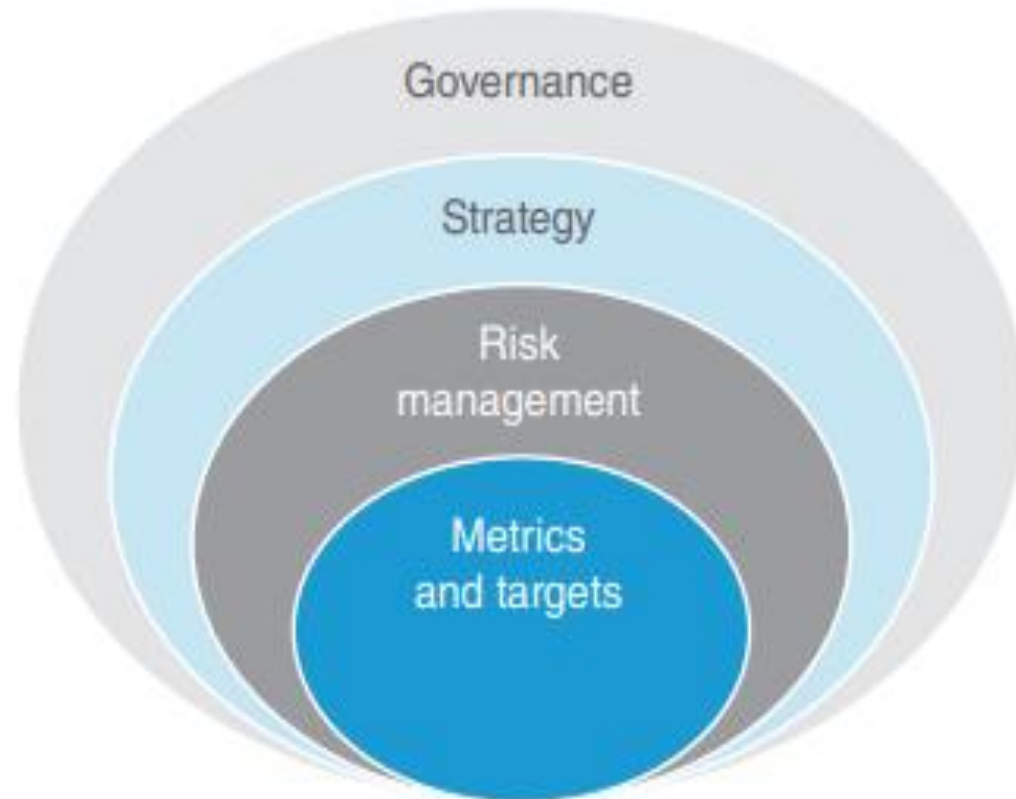 Governance
Strategy
Risk
management
Metrics
and targets